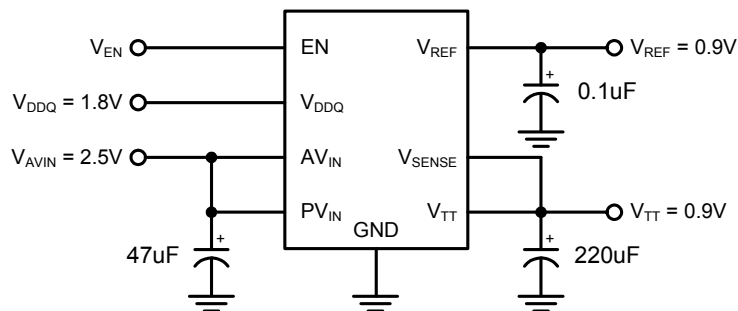 V_EN EN V_REF V_REF = 0.9V
0.1uF
V_DDQ = 1.8V V_DDQ
V_AVIN = 2.5V AV_IN V_SENSE
PV_IN V_TT V_TT = 0.9V
GND
47uF 220uF
+
+
+